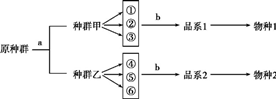 种群甲 ① ② ③ b 品系1 物种1
原种群 a
种群乙 ④ ⑤ ⑥ b 品系2 物种2